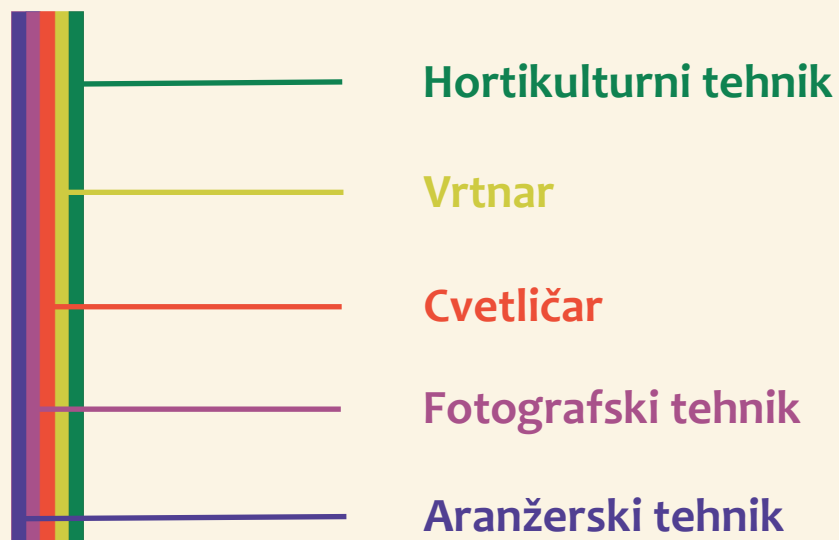 Hortikulturni tehnik
Vrtnar
Cvetličar
Fotografski tehnik
Aranžerski tehnik